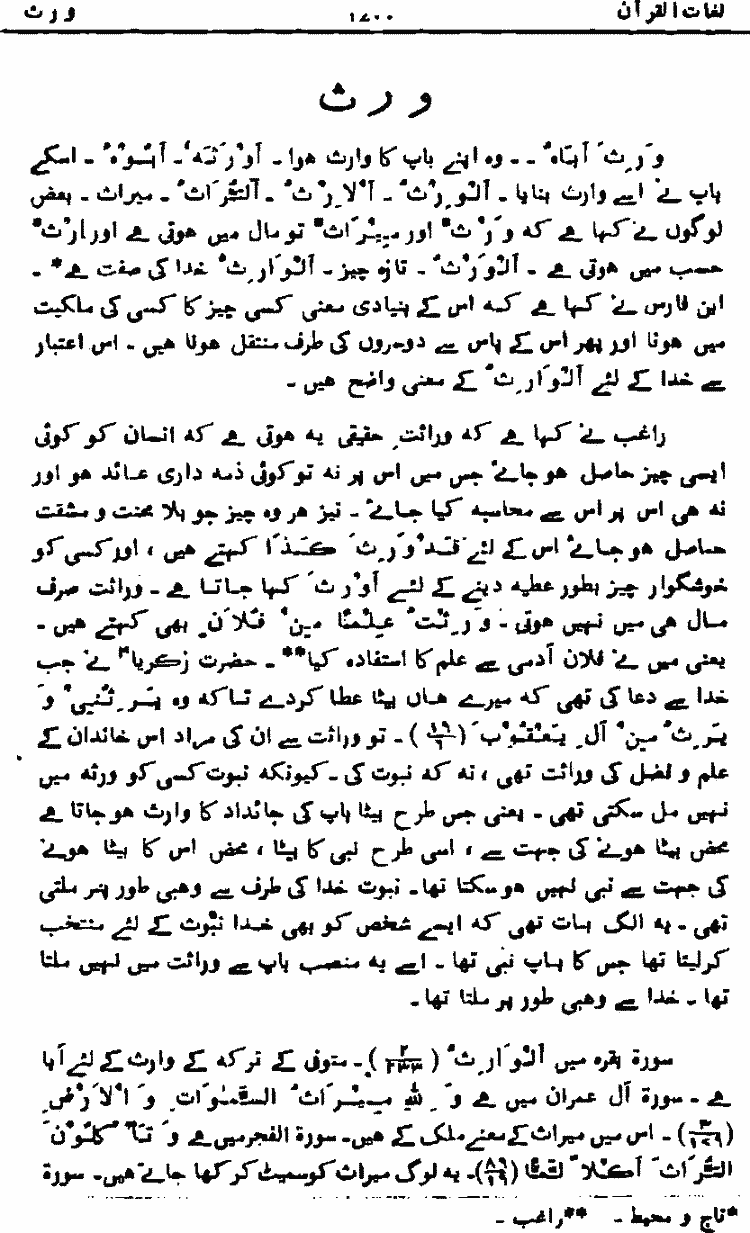 لغات القرآن ۱۷۰۰ و ر ث
و ر ث
وَرِثَ أَبَاہُ ۔ ۔ وہ اپنے باپ کا وارث ہوا ۔ أَوْرَثَہٗ أَبُوْہُ ۔ اسکے
باپ نے اسے وارث بنایا ۔ اَلْوِرْثُ ۔ اَلْاِرْثُ ۔ اَلتُّرَاثُ ۔ میراث ۔ بعض
لوگوں نے کہا ہے کہ وِرْثٌ اور مِیْرَاثٌ تو مال میں ہوتی ہے اور اِرْثٌ
حسب میں ہوتی ہے ۔ اَلْوَرْثُ ۔ تازہ چیز ۔ اَلْوَارِثُ خدا کی صفت ہے* ۔
ابن فارس نے کہا ہے کہ اس کے بنیادی معنی کسی چیز کا کسی کی ملکیت
میں ہونا اور پھر اس کے پاس سے دوسروں کی طرف منتقل ہونا ہیں ۔ اس اعتبار
سے خدا کے لئے اَلْوَارِثُ کے معنی واضح ہیں ۔
راغب نے کہا ہے کہ وراثتِ حقیقی یہ ہوتی ہے کہ انسان کو کوئی
ایسی چیز حاصل ہو جائے جس میں اس پر نہ تو کوئی ذمہ داری عائد ہو اور
نہ ہی اس پر اس سے محاسبہ کیا جائے ۔ نیز ہر وہ چیز جو بلا محنت و مشقت
حاصل ہو جائے اس کے لئے قَدْ وَرِثَ کَذَا کہتے ہیں ، اور کسی کو
خوشگوار چیز بطور عطیہ دینے کے لئے أَوْرَثَ کہا جاتا ہے ۔ وراثت صرف
مال ہی میں نہیں ہوتی ۔ وَرِثْتُ عِلْمًا مِنْ فُلَانٍ بھی کہتے ہیں ۔
یعنی میں نے فلان آدمی سے علم کا استفادہ کیا** ۔ حضرت زکریاؑ نے جب
خدا سے دعا کی تھی کہ میرے ہاں بیٹا عطا کردے تاکہ وہ یَرِثُنِیْ وَ
یَرِثُ مِنْ آلِ یَعْقُوْبَ (۱۹/۶) ۔ تو وراثت سے ان کی مراد اس خاندان کے
علم و فضل کی وراثت تھی ، نہ کہ نبوت کی ۔ کیونکہ نبوت کسی کو ورثہ میں
نہیں مل سکتی تھی ۔ یعنی جس طرح بیٹا باپ کی جائداد کا وارث ہو جاتا ہے
محض بیٹا ہونے کی جہت سے ، اسی طرح نبی کا بیٹا ، محض اس کا بیٹا ہونے
کی جہت سے نبی نہیں ہو سکتا تھا ۔ نبوت خدا کی طرف سے وھبی طور پر ملتی
تھی ۔ یہ الگ بات تھی کہ ایسے شخص کو بھی خدا نبّوت کے لئے منتخب
کرلیتا تھا جس کا باپ نبی تھا ۔ اسے یہ منصب باپ سے وراثت میں نہیں ملتا
تھا ۔ خدا سے وھبی طور پر ملتا تھا ۔
سورۃ بقرہ میں اَلْوَارِثُ (۲/۲۳۳) ۔ متوفی کے ترکہ کے وارث کے لئے آیا
ہے ۔ سورۃ آل عمران میں ہے وَ لِلّٰہِ مِیْرَاثُ السَّمٰوَاتِ وَ الْاَرْضِ
(۳/۱۷۹) ۔ اس میں میراث کے معنے ملک کے ہیں ۔ سورۃ الفجر میں ہے وَ تَأْکُلُوْنَ
التُّرَاثَ أَکْلًا لَمًّا (۸۹/۱۹) ۔ یہ لوگ میراث کو سمیٹ کر کھا جاتے ہیں ۔ سورۃ
*تاج و محیط ۔ **راغب ۔